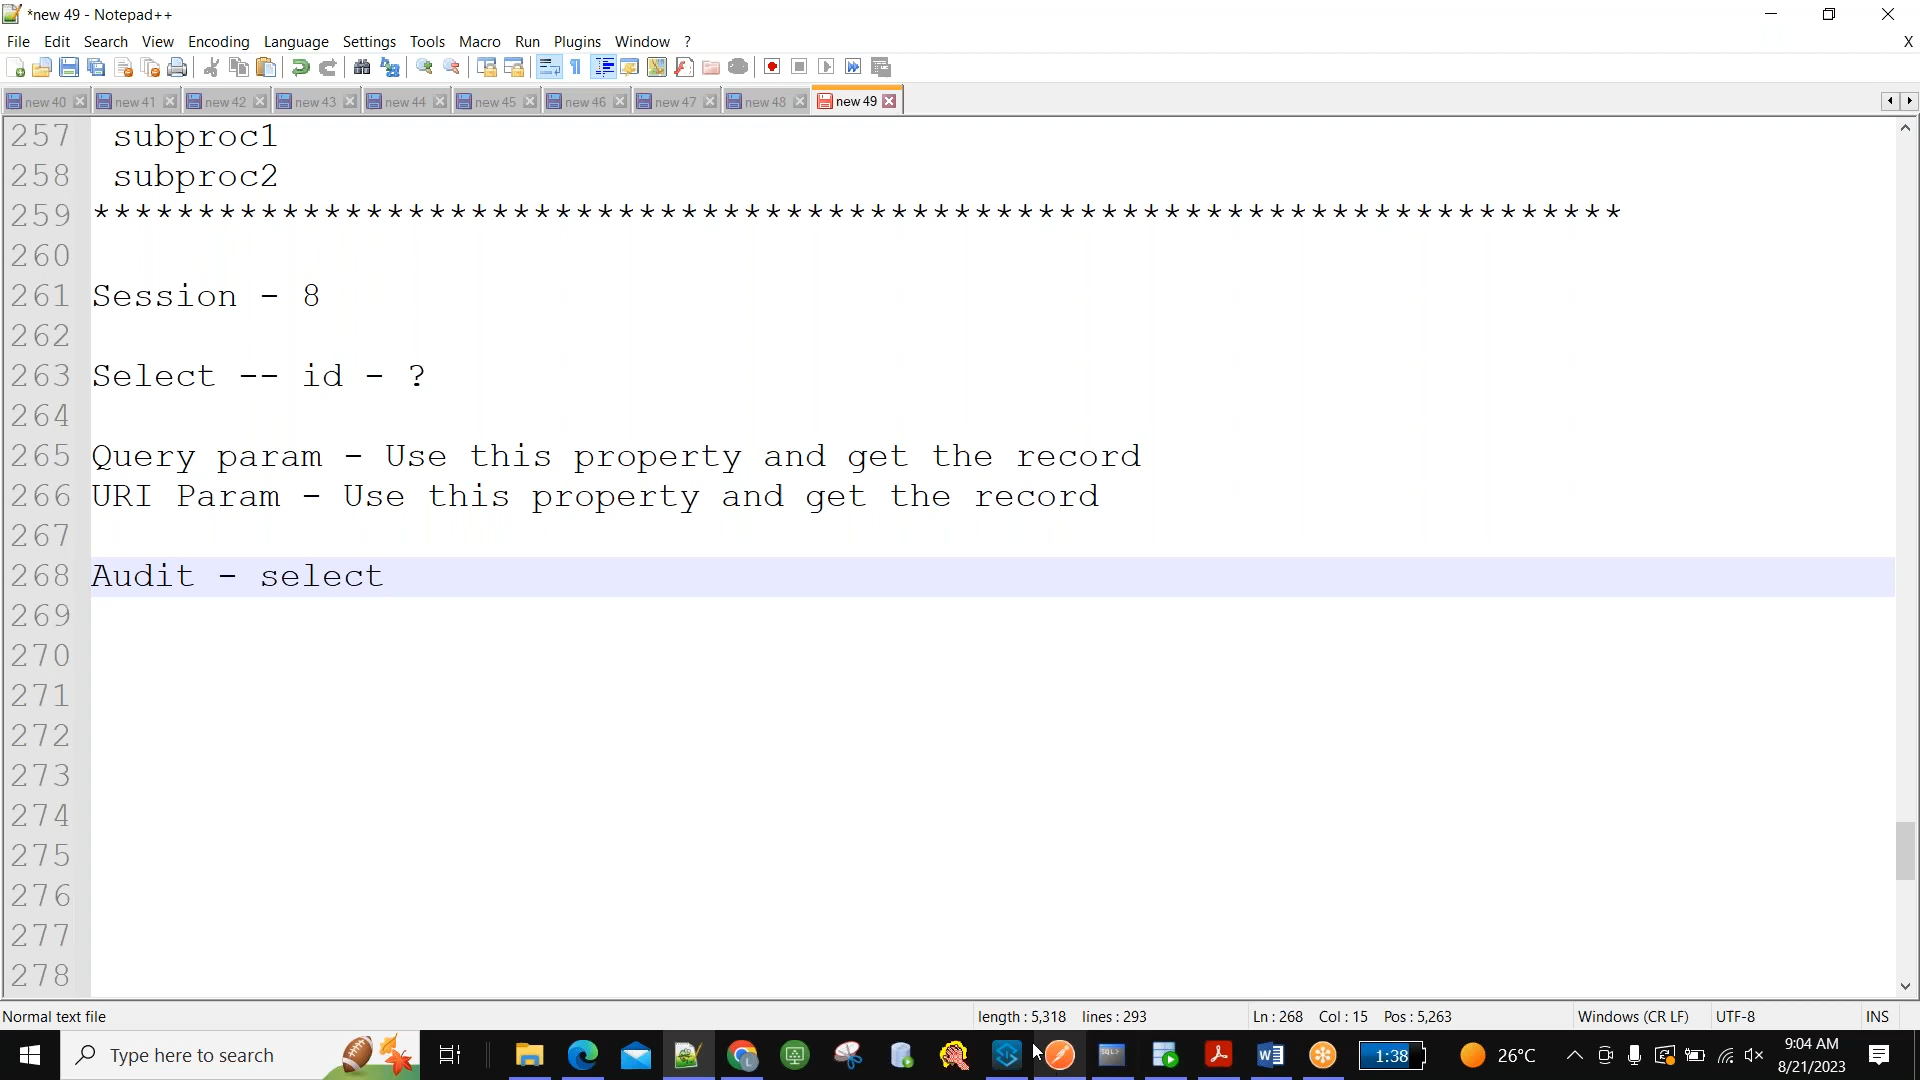 *new 49 - Notepad++
File Edit Search View Encoding Language Settings Tools Macro Run Plugins Window ? X
new 40 new 41 new 42 new 43 new 44 new 45 new 46 new 47 new 48 new 49
257 subproc1
258 subproc2
259 *************************************************************************
260
261 Session - 8
262
263 Select -- id - ?
264
265 Query param - Use this property and get the record
266 URI Param - Use this property and get the record
267
268 Audit - select
269
270
271
272
273
274
275
276
277
278
Normal text file length : 5,318 lines : 293 Ln : 268 Col : 15 Pos : 5,263 Windows (CR LF) UTF-8 INS
Type here to search 1:38 26°C 9:04 AM
8/21/2023